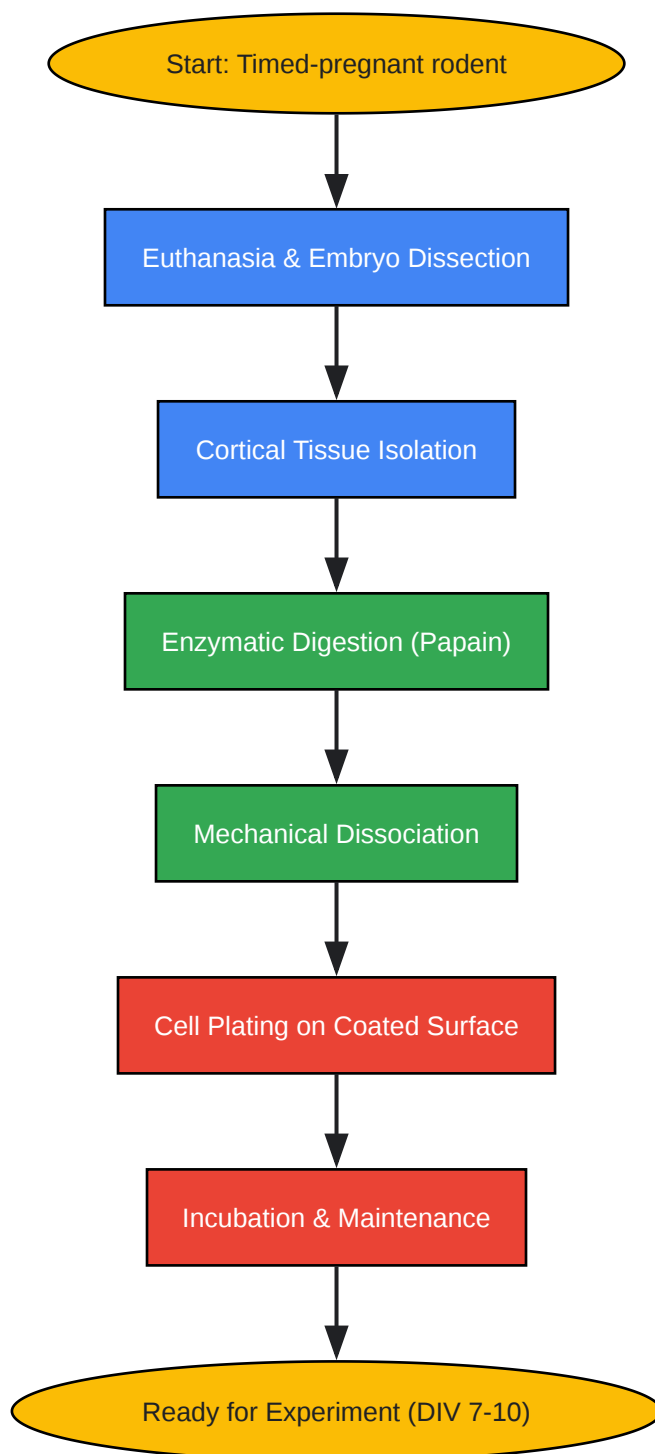 Start: Timed-pregnant rodent
Euthanasia & Embryo Dissection
Cortical Tissue Isolation
Enzymatic Digestion (Papain)
Mechanical Dissociation
Cell Plating on Coated Surface
Incubation & Maintenance
Ready for Experiment (DIV 7-10)